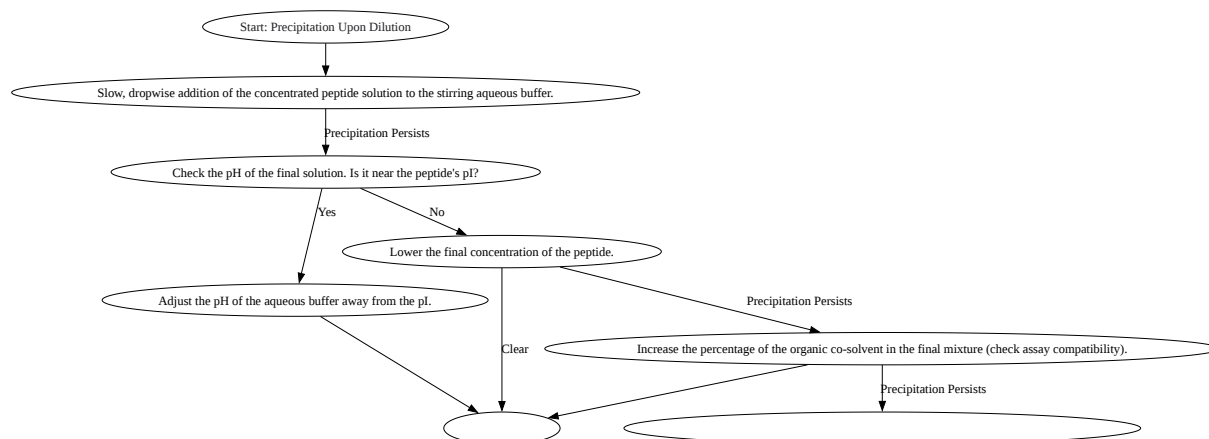 Start: Precipitation Upon Dilution
Slow, dropwise addition of the concentrated peptide solution to the stirring aqueous buffer.
Precipitation Persists
Check the pH of the final solution. Is it near the peptide's pI?
Yes
No
Lower the final concentration of the peptide.
Adjust the pH of the aqueous buffer away from the pI.
Precipitation Persists
Clear
Increase the percentage of the organic co-solvent in the final mixture (check assay compatibility).
Precipitation Persists